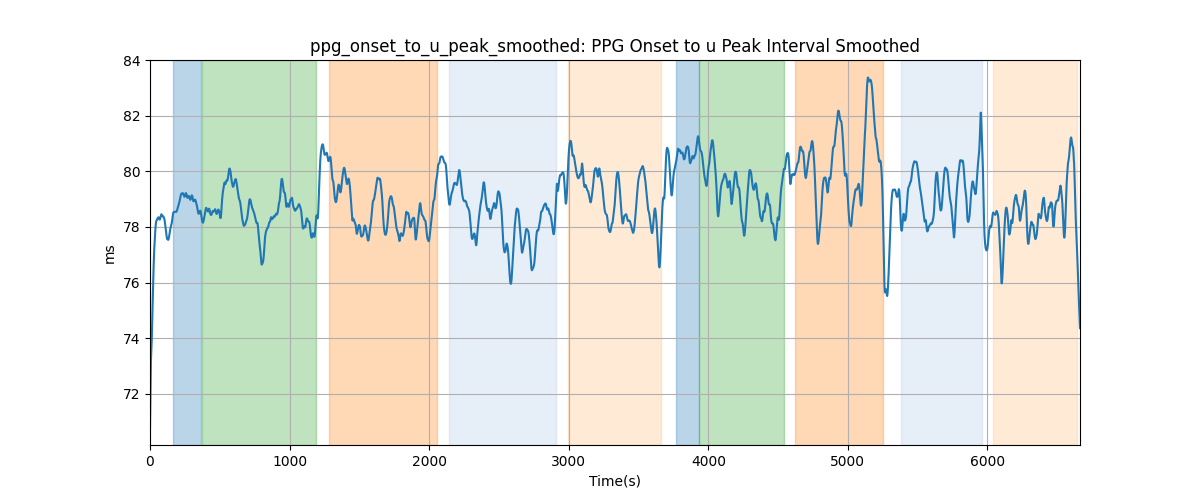 ppg_onset_to_u_peak_smoothed: PPG Onset to u Peak Interval Smoothed
84
82
80
78
76
74
72
ms
0 1000 2000 3000 4000 5000 6000
Time(s)